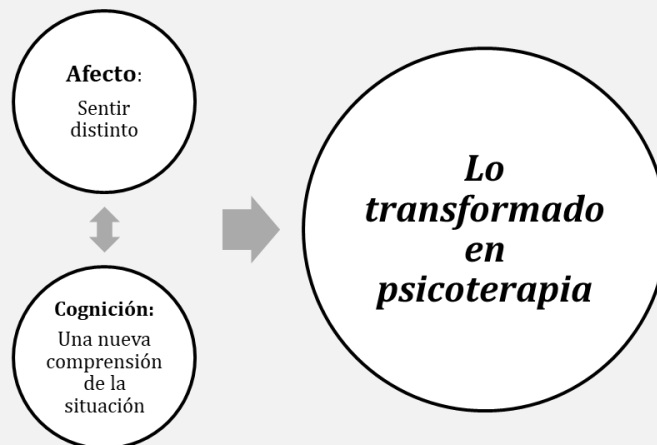 Afecto:
Sentir
distinto
Cognición:
Una nueva
comprensión
de la
situación
Lo
transformado
en
psicoterapia